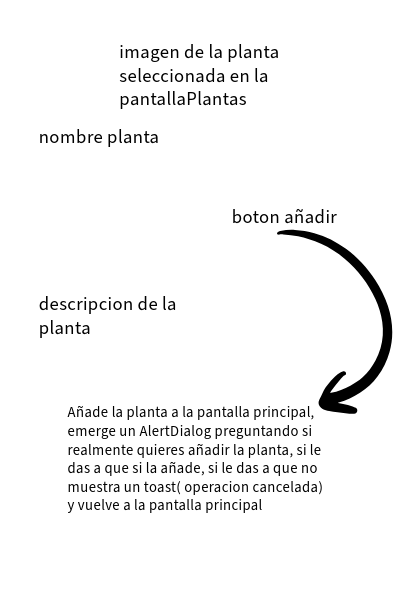 imagen de la planta
seleccionada en la
pantallaPlantas
nombre planta
boton añadir
descripcion de la
planta
Añade la planta a la pantalla principal,
emerge un AlertDialog preguntando si
realmente quieres añadir la planta, si le
das a que si la añade, si le das a que no
muestra un toast( operacion cancelada)
y vuelve a la pantalla principal